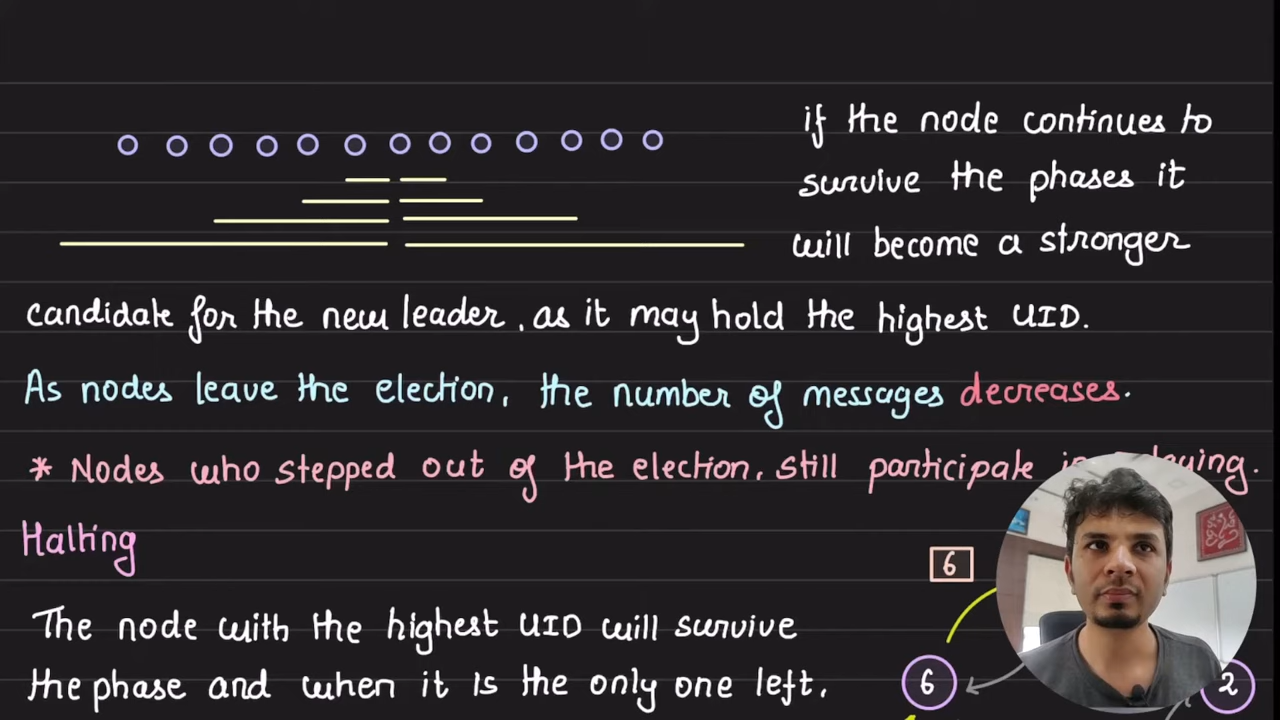 if the node continues to
survive the phases it
will become a stronger
candidate for the new leader, as it may hold the highest UID.
As nodes leave the election, the number of messages decreases.
* Nodes who stepped out of the election, still participate
Halting
6
The node with the highest UID will survive
the phase and when it is the only one left,
6
2